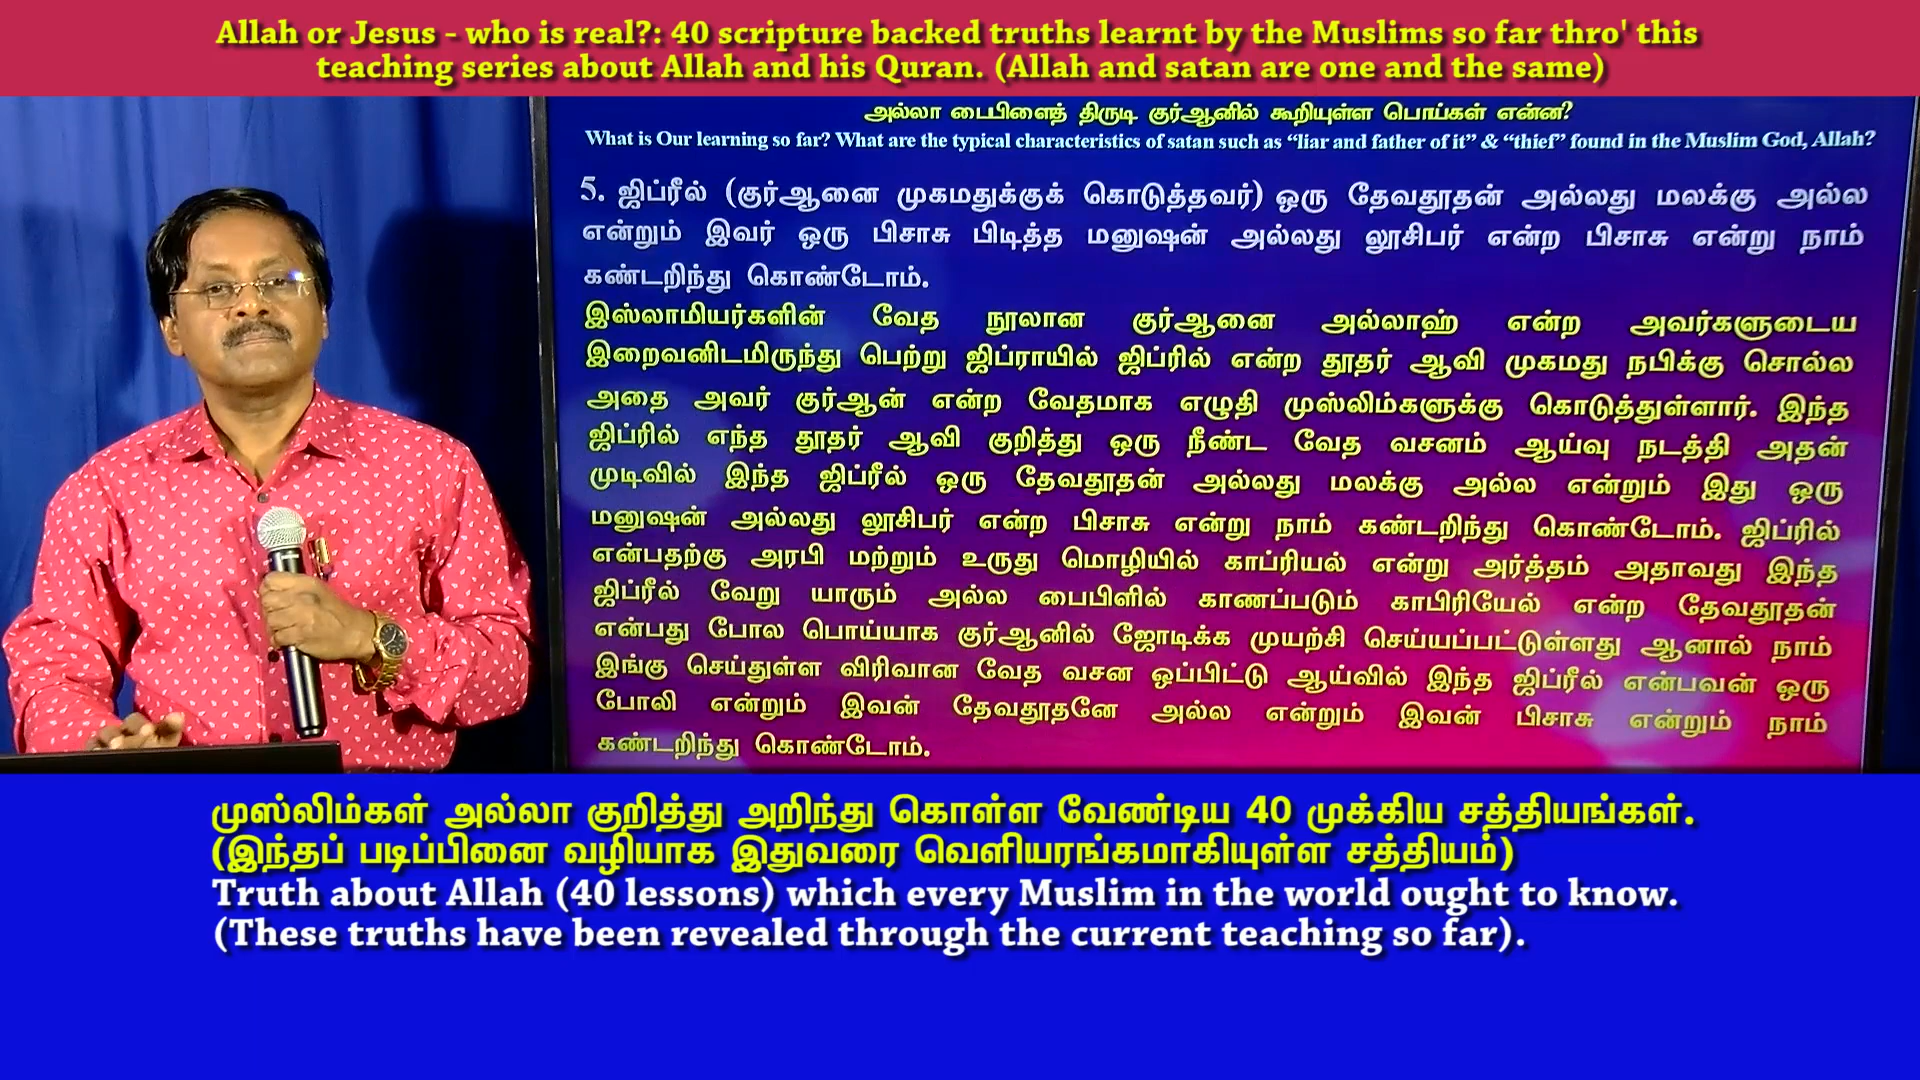 Allah or Jesus - who is real?: 40 scripture backed truths learnt by the Muslims so far thro' this
teaching series about Allah and his Quran. (Allah and satan are one and the same)
அல்லா பைபிளைத் திருடி குர்ஆனில் கூறியுள்ள பொய்கள் என்ன?
What is Our learning so far? What are the typical characteristics of satan such as “liar and father of it” & “thief” found in the Muslim God, Allah?
5. ஜிப்ரீல் (குர்ஆனை முகமதுக்குக் கொடுத்தவர்) ஒரு தேவதூதன் அல்லது மலக்கு அல்ல
என்றும் இவர் ஒரு பிசாசு பிடித்த மனுஷன் அல்லது லூசிபர் என்ற பிசாசு என்று நாம்
கண்டறிந்து கொண்டோம்.
இஸ்லாமியர்களின் வேத நூலான குர்ஆனை அல்லாஹ் என்ற அவர்களுடைய
இறைவனிடமிருந்து பெற்று ஜிப்ராயில் ஜிப்ரில் என்ற தூதர் ஆவி முகமது நபிக்கு சொல்ல
அதை அவர் குர்ஆன் என்ற வேதமாக எழுதி முஸ்லிம்களுக்கு கொடுத்துள்ளார். இந்த
ஜிப்ரில் எந்த தூதர் ஆவி குறித்து ஒரு நீண்ட வேத வசனம் ஆய்வு நடத்தி அதன்
முடிவில் இந்த ஜிப்ரீல் ஒரு தேவதூதன் அல்லது மலக்கு அல்ல என்றும் இது ஒரு
மனுஷன் அல்லது லூசிபர் என்ற பிசாசு என்று நாம் கண்டறிந்து கொண்டோம். ஜிப்ரில்
என்பதற்கு அரபி மற்றும் உருது மொழியில் காப்ரியல் என்று அர்த்தம் அதாவது இந்த
ஜிப்ரீல் வேறு யாரும் அல்ல பைபிளில் காணப்படும் காபிரியேல் என்ற தேவதூதன்
என்பது போல பொய்யாக குர்ஆனில் ஜோடிக்க முயற்சி செய்யப்பட்டுள்ளது ஆனால் நாம்
இங்கு செய்துள்ள விரிவான வேத வசன ஒப்பிட்டு ஆய்வில் இந்த ஜிப்ரீல் என்பவன் ஒரு
போலி என்றும் இவன் தேவதூதனே அல்ல என்றும் இவன் பிசாசு என்றும் நாம்
கண்டறிந்து கொண்டோம்.
முஸ்லிம்கள் அல்லா குறித்து அறிந்து கொள்ள வேண்டிய 40 முக்கிய சத்தியங்கள்.
(இந்தப் படிப்பினை வழியாக இதுவரை வெளியரங்கமாகியுள்ள சத்தியம்)
Truth about Allah (40 lessons) which every Muslim in the world ought to know.
(These truths have been revealed through the current teaching so far).